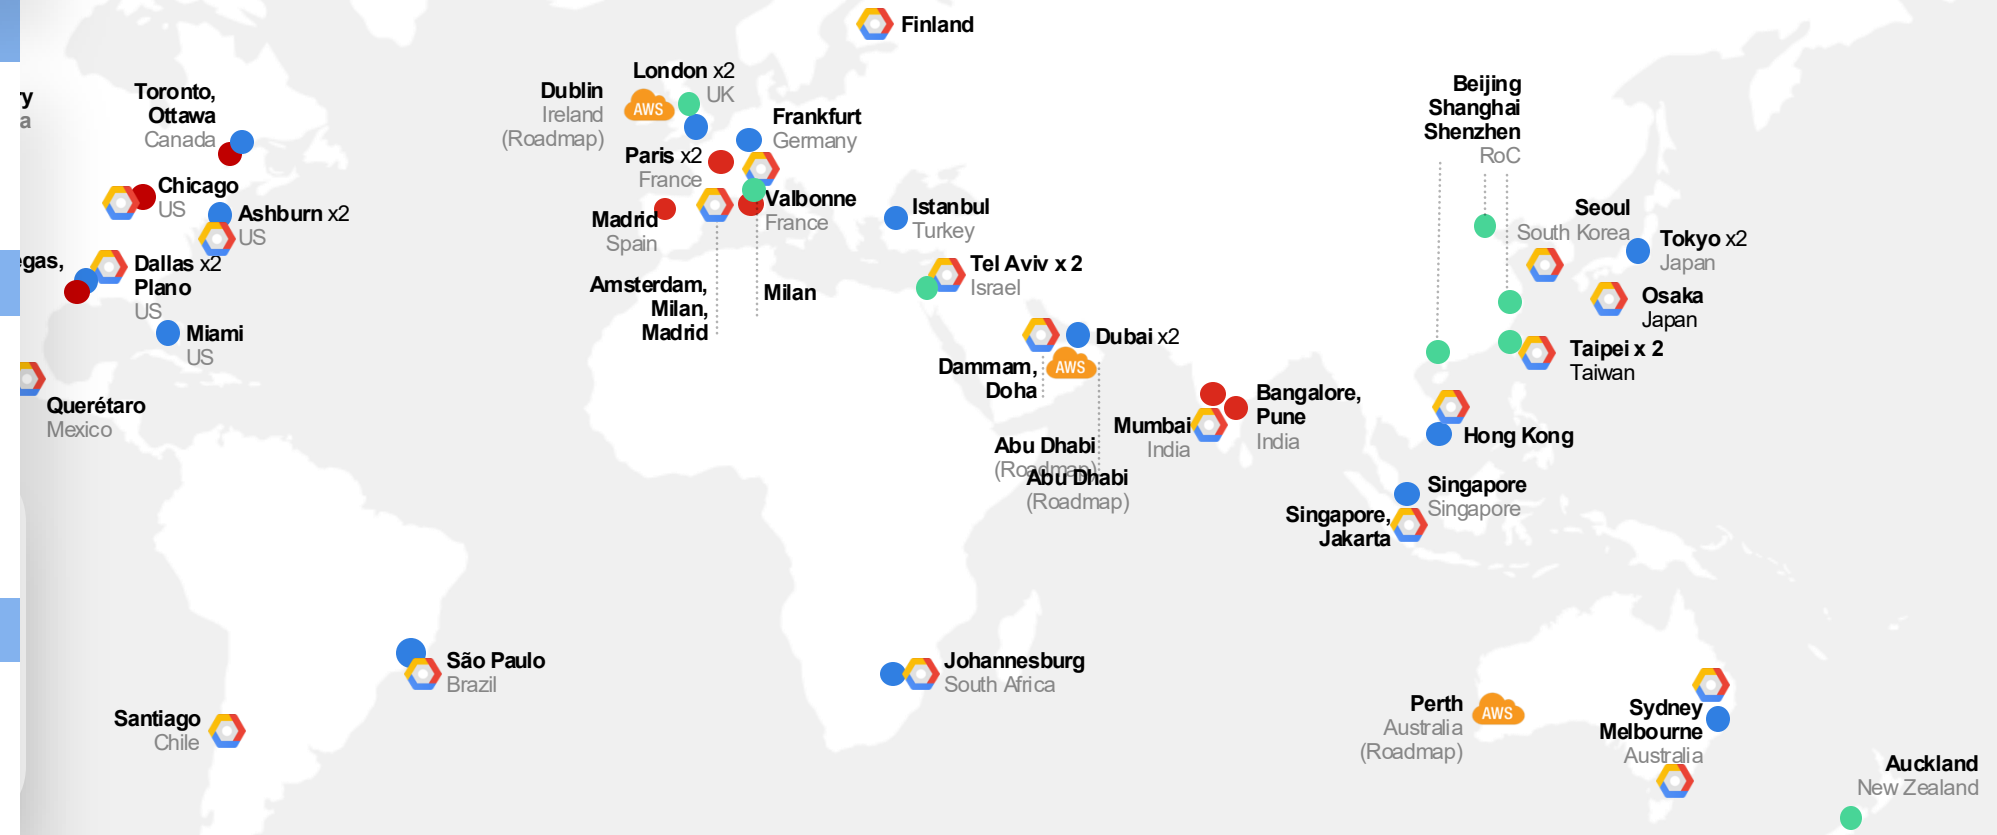 Finland
London x2
UK
Dublin
Ireland
(Roadmap)
AWS
Frankfurt
Germany
Paris x2
France
Valbonne
France
Madrid
Spain
Amsterdam,
Milan,
Madrid
Milan
Istanbul
Turkey
Tel Aviv x 2
Israel
Toronto,
Ottawa
Canada
Chicago
US
Ashburn x2
US
Dallas x2
Plano
US
Miami
US
Querétaro
Mexico
São Paulo
Brazil
Santiago
Chile
Dubai x2
AWS
Dammam,
Doha
Abu Dhabi
(Roadmap)
Abu Dhabi
(Roadmap)
Johannesburg
South Africa
Mumbai
India
Bangalore,
Pune
India
Beijing
Shanghai
Shenzhen
RoC
Seoul
South Korea
Tokyo x2
Japan
Osaka
Japan
Taipei x 2
Taiwan
Hong Kong
Singapore
Singapore
Singapore,
Jakarta
Perth
Australia
(Roadmap)
AWS
Sydney
Melbourne
Australia
Auckland
New Zealand